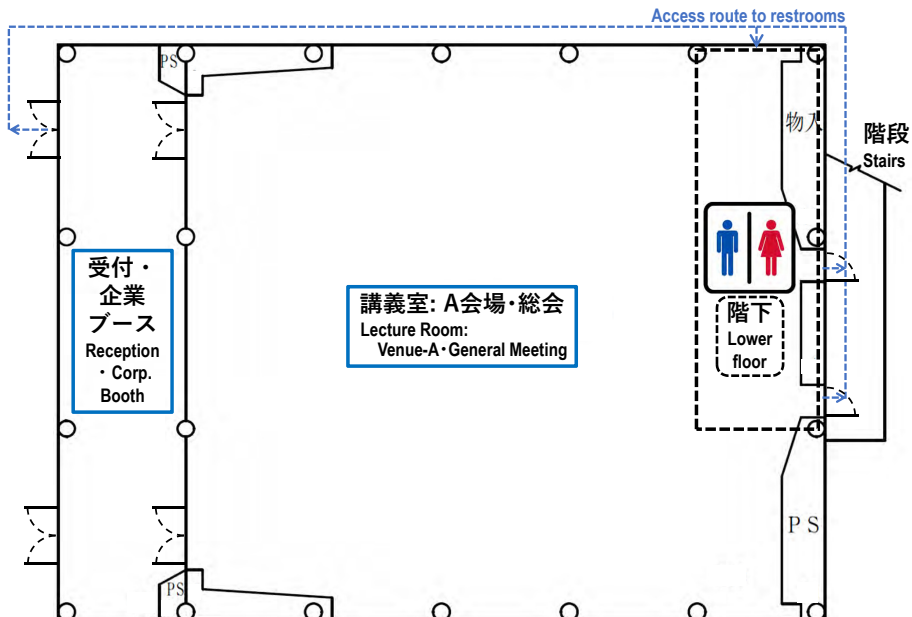 Access route to restrooms
PS
物入
階段
Stairs
受付・
企業
ブース
Reception
・Corp.
Booth
講義室: A会場・総会
Lecture Room:
Venue-A・General Meeting
階下
Lower
floor
PS
PS